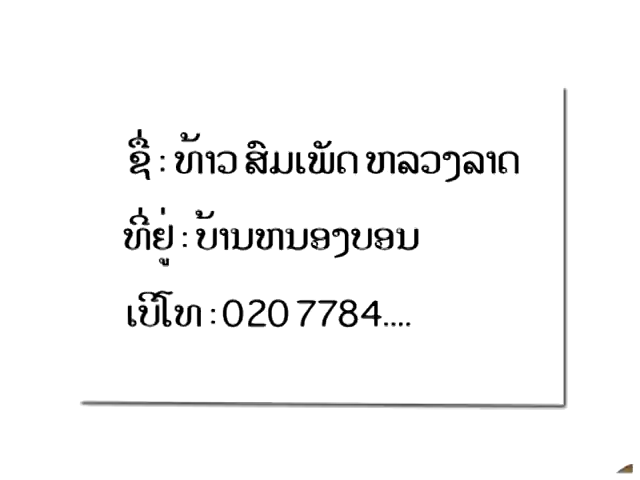 ຊື່ : ທ້າວ ສົມເພັດ ຫລວງລາດ
ທີ່ຢູ່ : ບ້ານຫນອງບອນ
ເບີໂທ : 020 7784....